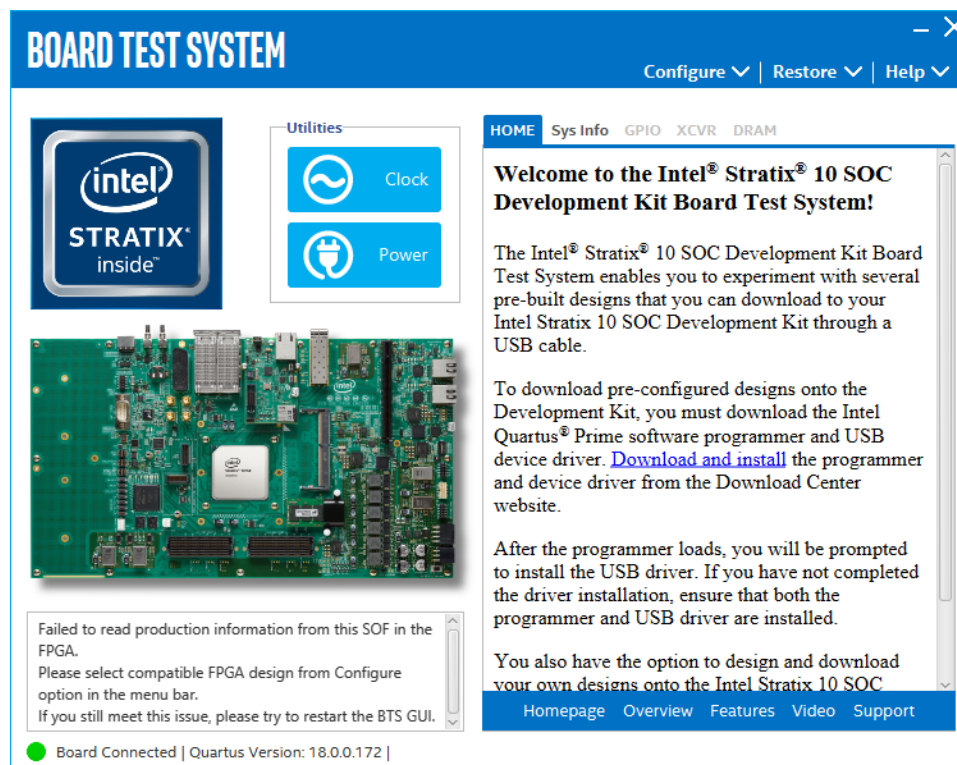 BOARD TEST SYSTEM
Configure | Restore | Help
intel
STRATIX®
inside™
Utilities
Clock
Power
HOME Sys Info GPIO XCVR DRAM
Welcome to the Intel® Stratix® 10 SOC
Development Kit Board Test System!
The Intel® Stratix® 10 SOC Development Kit Board
Test System enables you to experiment with several
pre-built designs that you can download to your
Intel Stratix 10 SOC Development Kit through a
USB cable.
To download pre-configured designs onto the
Development Kit, you must download the Intel
Quartus® Prime software programmer and USB
device driver. Download and install the programmer
and device driver from the Download Center
website.
After the programmer loads, you will be prompted
to install the USB driver. If you have not completed
the driver installation, ensure that both the
programmer and USB driver are installed.
You also have the option to design and download
your own designs onto the Intel Stratix 10 SOC
Homepage Overview Features Video Support
intel
intel
Failed to read production information from this SOF in the
FPGA.
Please select compatible FPGA design from Configure
option in the menu bar.
If you still meet this issue, please try to restart the BTS GUI.
Board Connected | Quartus Version: 18.0.0.172 |